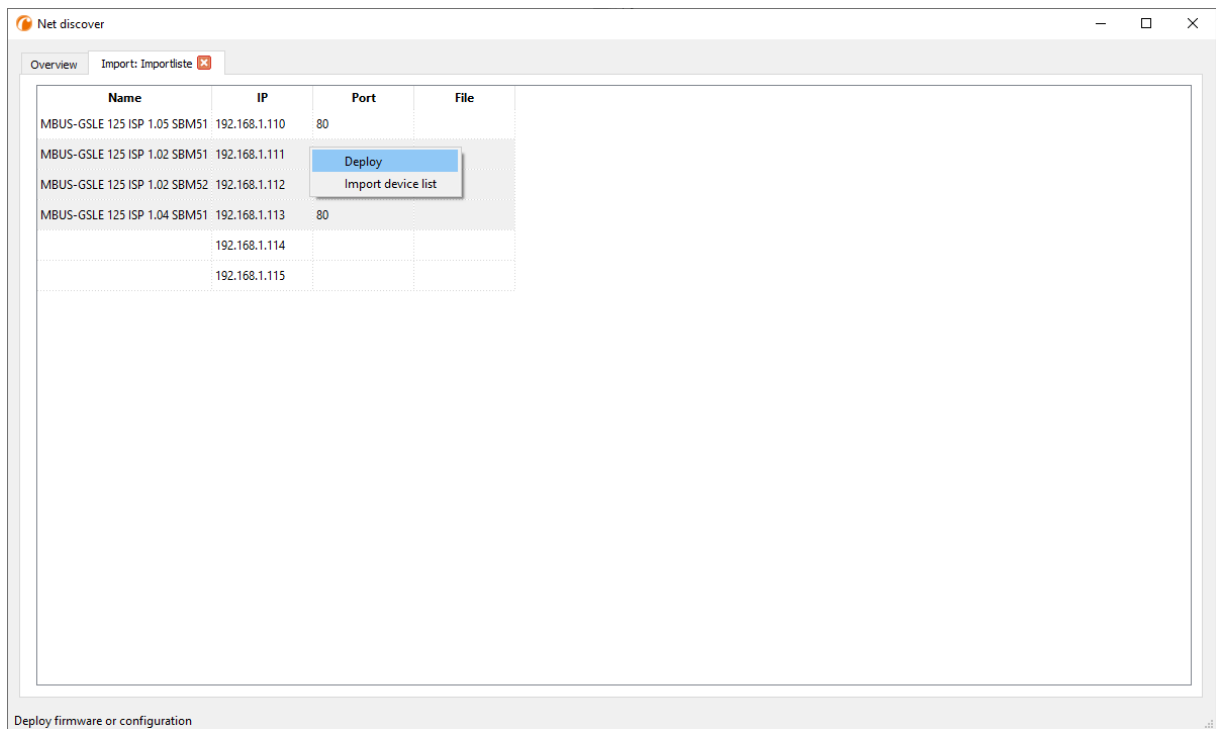 Net discover
Overview Import: Importliste
Name IP Port File
MBUS-GSLE 125 ISP 1.05 SBM51 192.168.1.110 80
MBUS-GSLE 125 ISP 1.02 SBM51 192.168.1.111
Deploy
MBUS-GSLE 125 ISP 1.02 SBM52 192.168.1.112
Import device list
MBUS-GSLE 125 ISP 1.04 SBM51 192.168.1.113 80
192.168.1.114
192.168.1.115
Deploy firmware or configuration